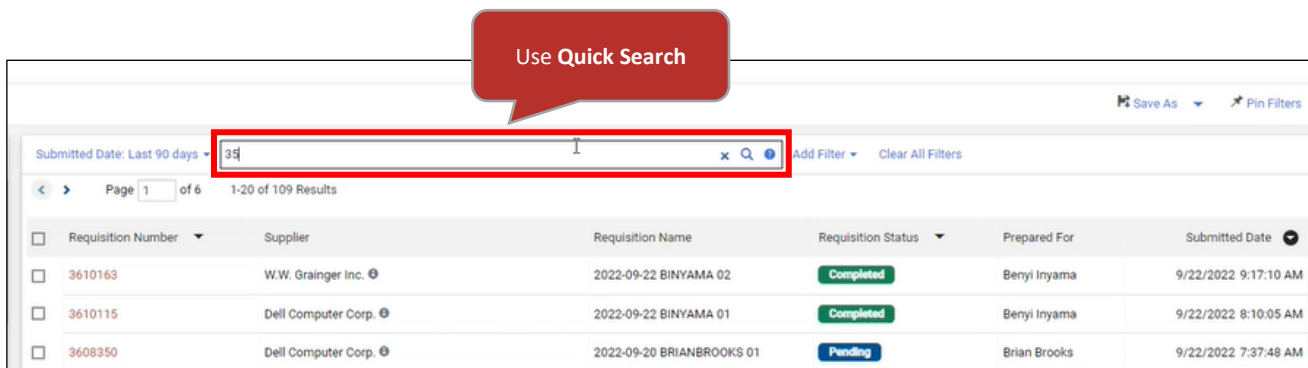 Use Quick Search
Save As Pin Filters
Submitted Date: Last 90 days 35 Add Filter Clear All Filters
Page 1 of 6 1-20 of 109 Results
Requisition Number Supplier Requisition Name Requisition Status Prepared For Submitted Date
3610163 W.W. Grainger Inc. 2022-09-22 BINYAMA 02 Completed Benyi Inyama 9/22/2022 9:17:10 AM
3610115 Dell Computer Corp. 2022-09-22 BINYAMA 01 Completed Benyi Inyama 9/22/2022 8:10:05 AM
3608350 Dell Computer Corp. 2022-09-20 BRIANBROOKS 01 Pending Brian Brooks 9/22/2022 7:37:48 AM